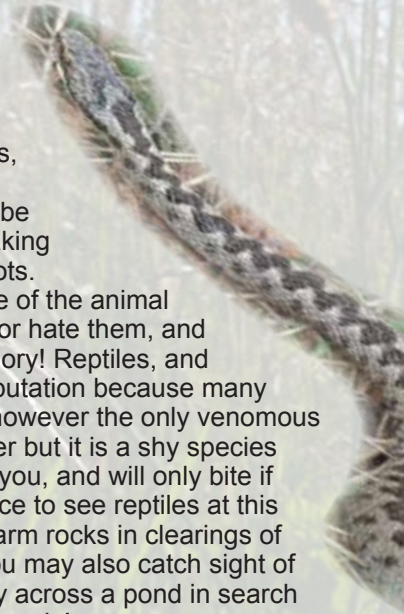 s,
be
king
ots.
e of the animal
or hate them, and
ory! Reptiles, and
putation because many
however the only venomous
er but it is a shy species
you, and will only bite if
ce to see reptiles at this
arm rocks in clearings of
ou may also catch sight of
y across a pond in search